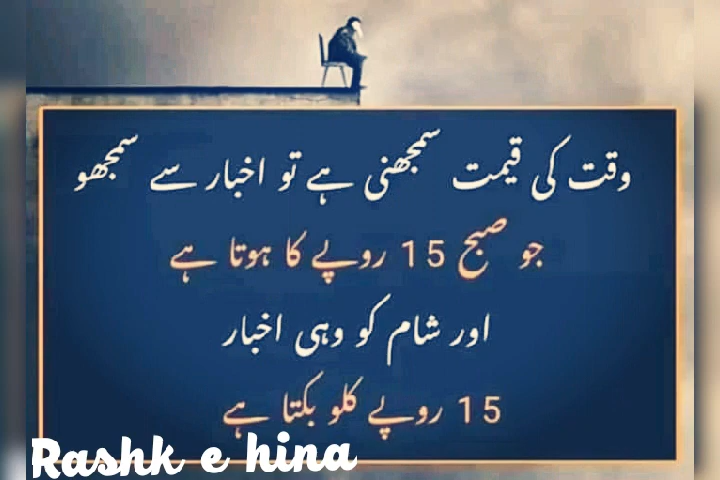 وقت کی قیمت سمجھنی ہے تو اخبار سے سمجھو
جو صبح 15 روپے کا ہوتا ہے
اور شام کو وہی اخبار
15 روپے کلو بکتا ہے
Rashk e hina